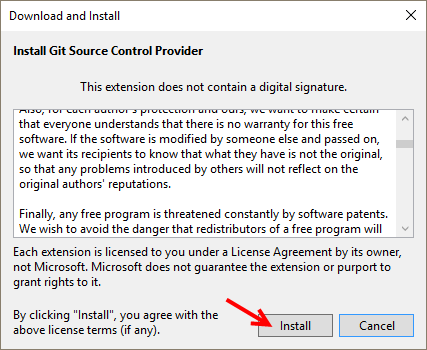 Download and Install
Install Git Source Control Provider
This extension does not contain a digital signature.
Also, for each author's protection and ours, we want to make certain
that everyone understands that there is no warranty for this free
software. If the software is modified by someone else and passed on,
we want its recipients to know that what they have is not the original,
so that any problems introduced by others will not reflect on the
original authors' reputations.
Finally, any free program is threatened constantly by software patents.
We wish to avoid the danger that redistributors of a free program will
Each extension is licensed to you under a License Agreement by its owner,
not Microsoft. Microsoft does not guarantee the extension or purport to
grant rights to it.
By clicking "Install", you agree with the
above license terms (if any).
Install
Cancel